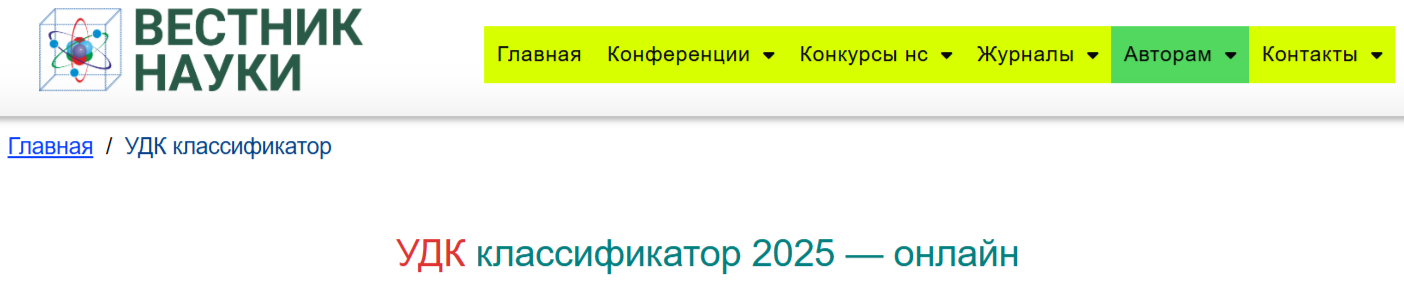 ВЕСТНИК
НАУКИ
Главная Конференции Конкурсы нс Журналы Авторам Контакты
Главная / УДК классификатор
УДК классификатор 2025 — онлайн